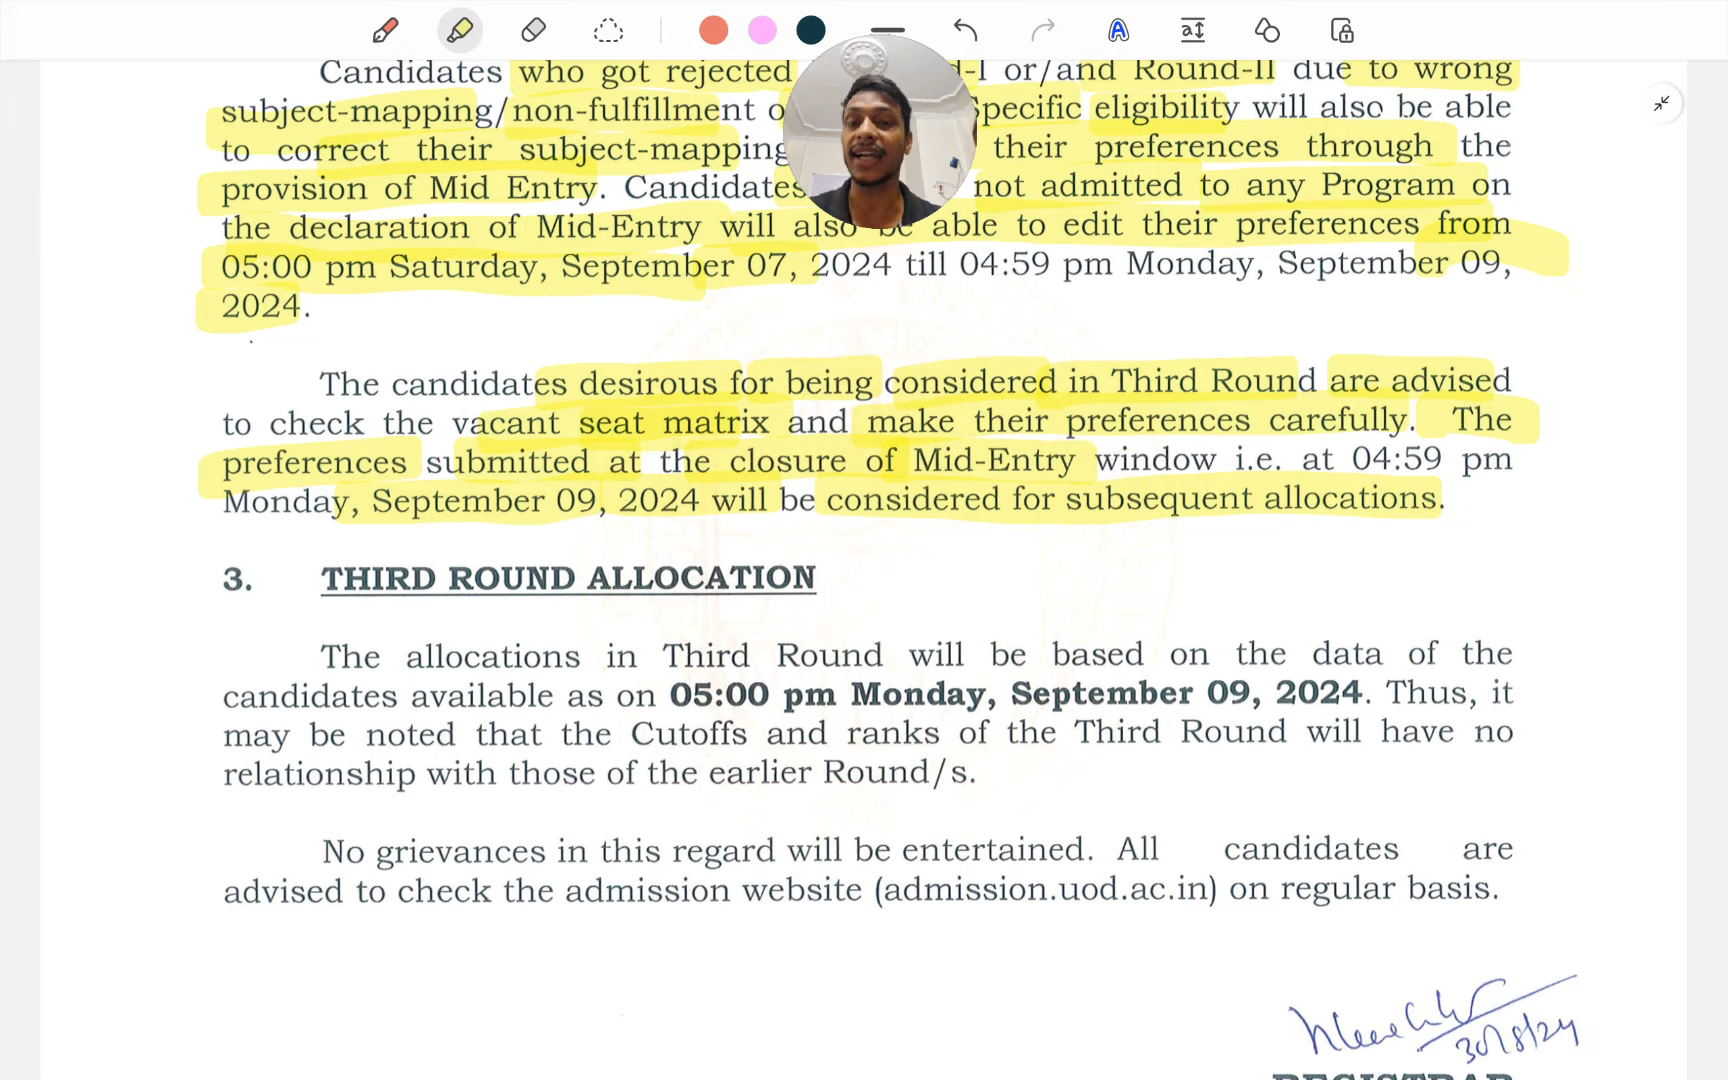 Candidates who got rejected -I or/and Round-II due to wrong
subject-mapping/non-fulfillment o Specific eligibility will also be able
to correct their subject-mapping their preferences through the
provision of Mid Entry. Candidates not admitted to any Program on
the declaration of Mid-Entry will also be able to edit their preferences from
05:00 pm Saturday, September 07, 2024 till 04:59 pm Monday, September 09,
2024.
The candidates desirous for being considered in Third Round are advised
to check the vacant seat matrix and make their preferences carefully. The
preferences submitted at the closure of Mid-Entry window i.e. at 04:59 pm
Monday, September 09, 2024 will be considered for subsequent allocations.
3. THIRD ROUND ALLOCATION
The allocations in Third Round will be based on the data of the
candidates available as on 05:00 pm Monday, September 09, 2024. Thus, it
may be noted that the Cutoffs and ranks of the Third Round will have no
relationship with those of the earlier Round/s.
No grievances in this regard will be entertained. All candidates are
advised to check the admission website (admission.uod.ac.in) on regular basis.
30/8/24
REGISTRAR